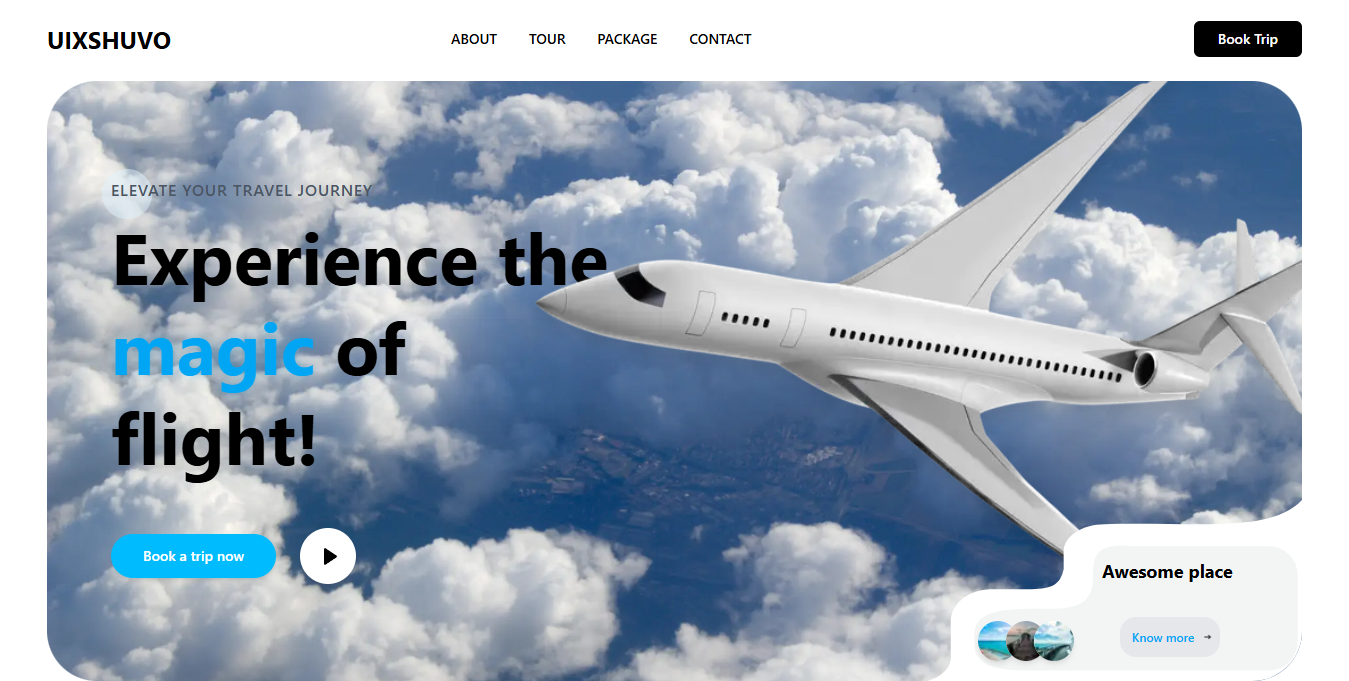 UIXSHUVO
ABOUT TOUR PACKAGE CONTACT
Book Trip
ELEVATE YOUR TRAVEL JOURNEY
Experience the
magic of
flight!
Book a trip now
Awesome place
Know more →